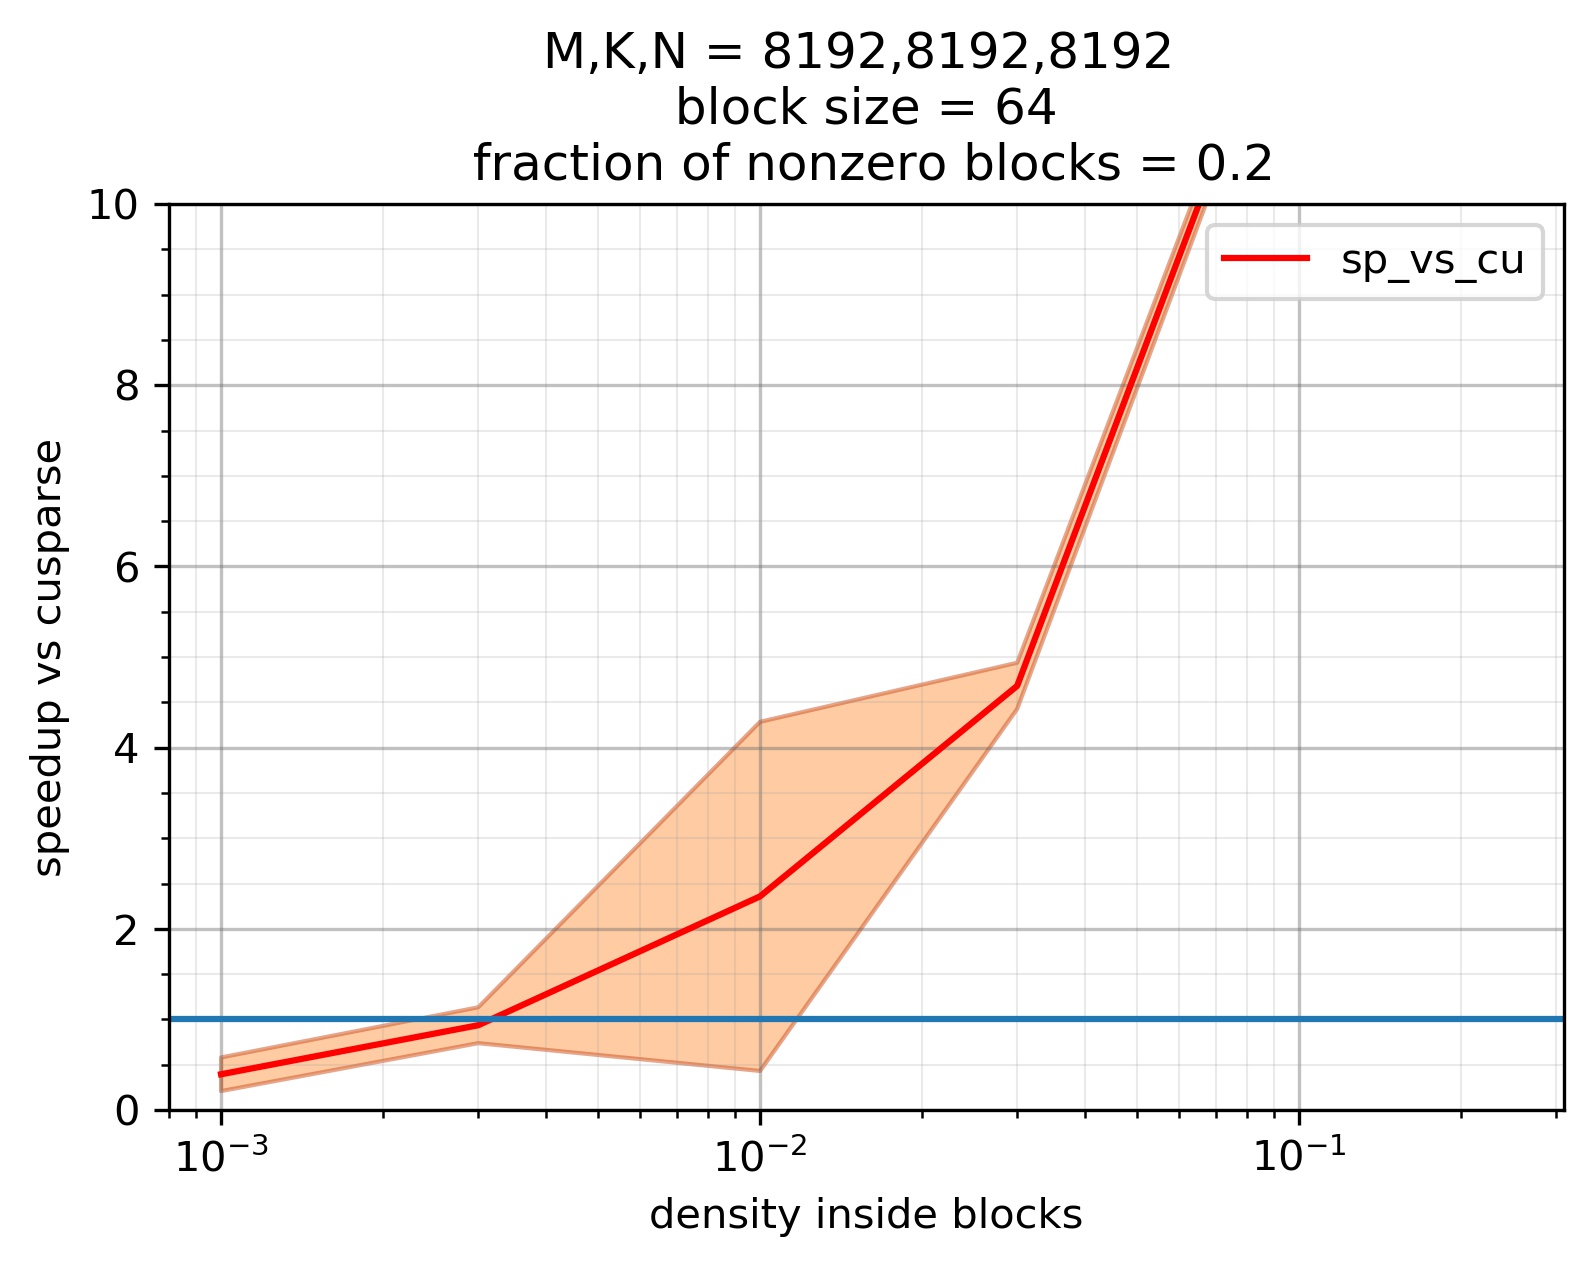 M,K,N = 8192,8192,8192
block size = 64
fraction of nonzero blocks = 0.2
10
8
6
4
2
0
speedup vs cusparse
sp_vs_cu
10⁻³ 10⁻² 10⁻¹
density inside blocks